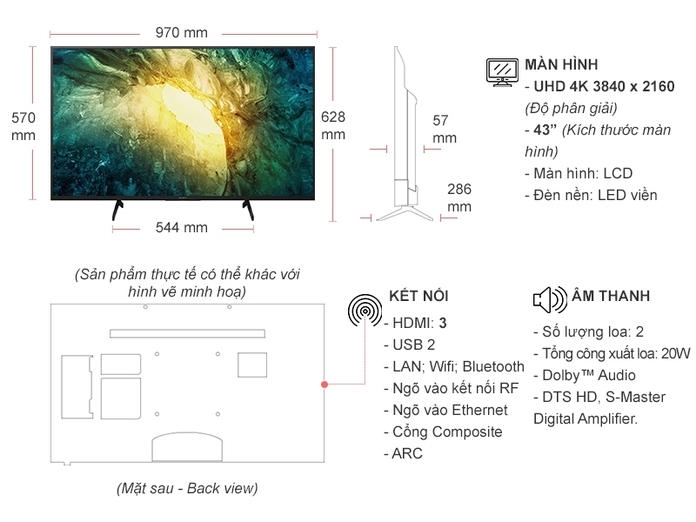 970 mm
570
mm
628
mm
544 mm
57
mm
286
mm
MÀN HÌNH
- UHD 4K 3840 x 2160
(Độ phân giải)
- 43” (Kích thước màn
hình)
- Màn hình: LCD
- Đèn nền: LED viền
(Sản phẩm thực tế có thể khác với
hình vẽ minh hoạ)
(Mặt sau - Back view)
KẾT NỐI
- HDMI: 3
- USB 2
- LAN; Wifi; Bluetooth
- Ngõ vào kết nối RF
- Ngõ vào Ethernet
- Cổng Composite
- ARC
ÂM THANH
- Số lượng loa: 2
- Tổng công xuất loa: 20W
- Dolby™ Audio
- DTS HD, S-Master
Digital Amplifier.